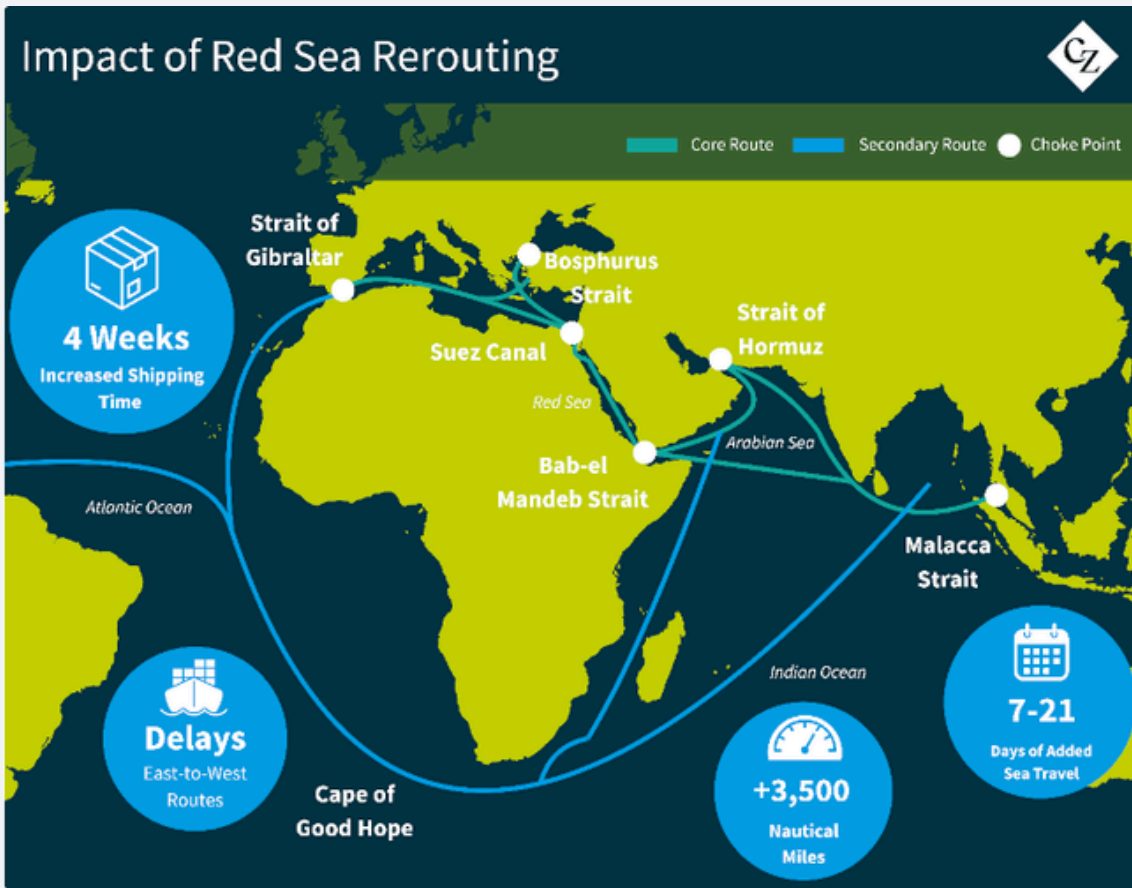 Impact of Red Sea Rerouting
CZ
Core Route
Secondary Route
Choke Point
Strait of
Gibraltar
Bosphurus
Strait
4 Weeks
Increased Shipping
Time
Suez Canal
Strait of
Hormuz
Red Sea
Arabian Sea
Bab-el
Mandeb Strait
Atlantic Ocean
Malacca
Strait
Indian Ocean
7-21
Days of Added
Sea Travel
Delays
East-to-West
Routes
Cape of
Good Hope
+3,500
Nautical
Miles